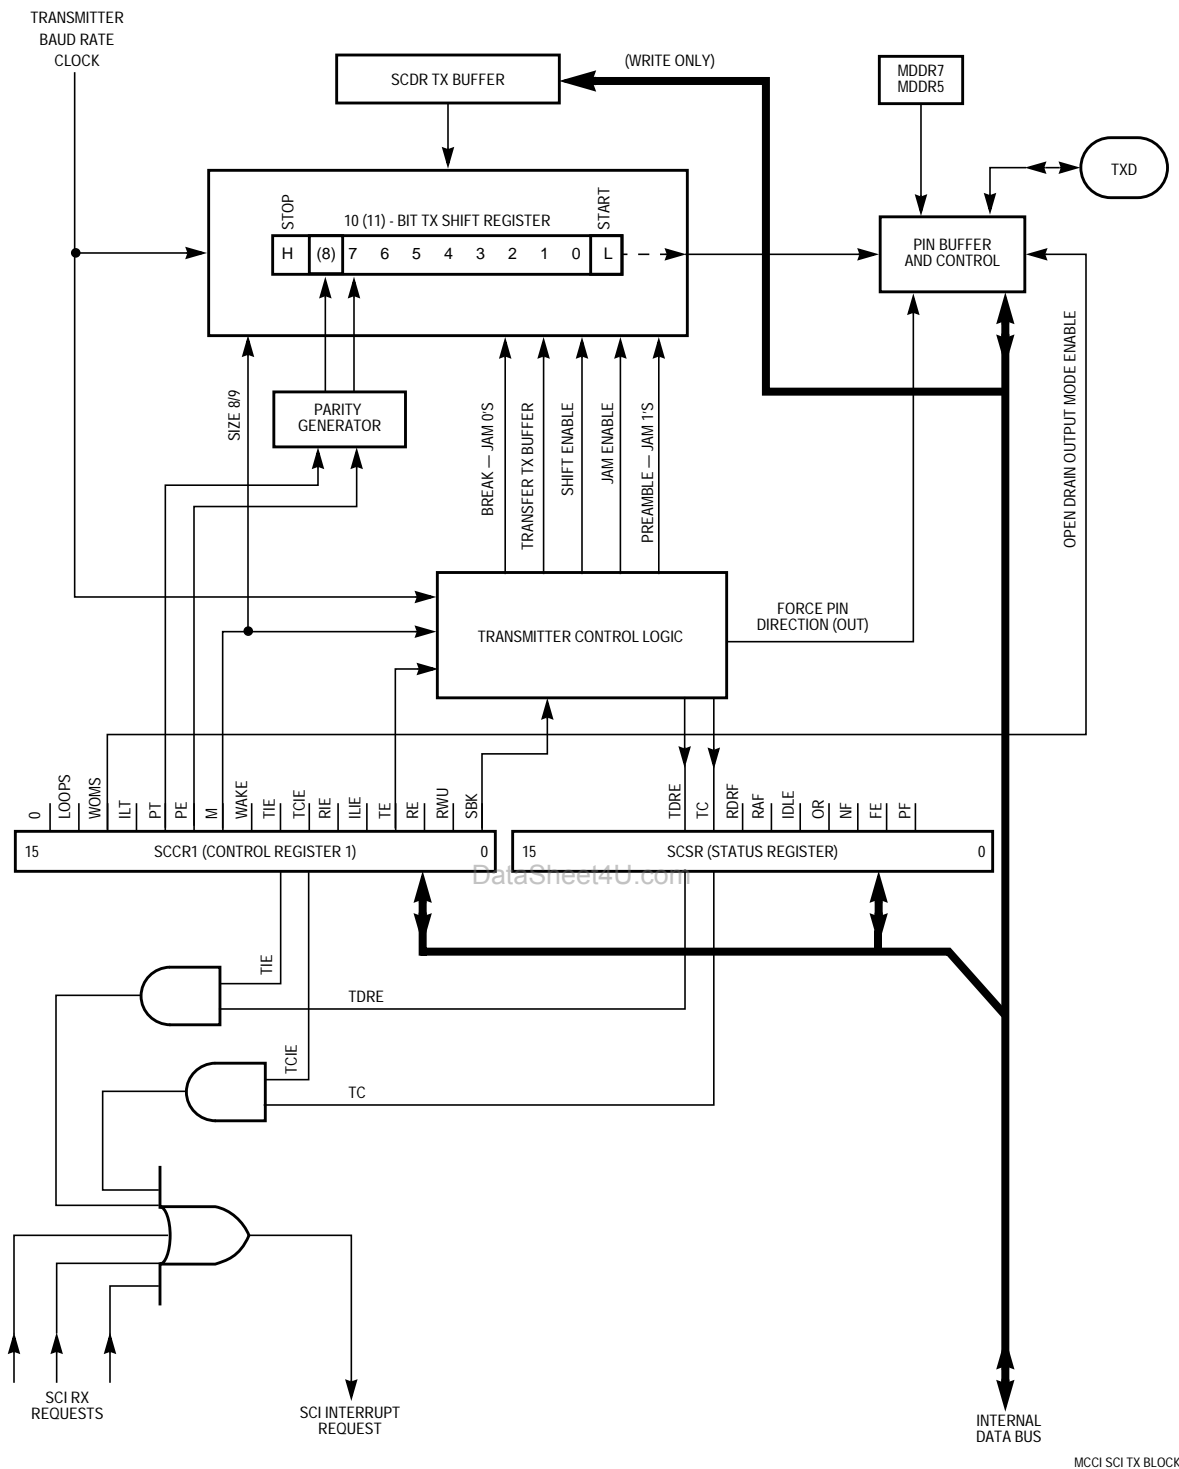 TRANSMITTER
BAUD RATE
CLOCK
SCDR TX BUFFER
(WRITE ONLY)
MDDR7
MDDR5
TXD
STOP
10 (11) - BIT TX SHIFT REGISTER
START
H (8) 7 6 5 4 3 2 1 0 L
PIN BUFFER
AND CONTROL
SIZE 8/9
PARITY
GENERATOR
BREAK — JAM 0'S
TRANSFER TX BUFFER
SHIFT ENABLE
JAM ENABLE
PREAMBLE — JAM 1'S
OPEN DRAIN OUTPUT MODE ENABLE
TRANSMITTER CONTROL LOGIC
FORCE PIN
DIRECTION (OUT)
0
LOOPS
WOMS
ILT
PT
PE
M
WAKE
TIE
TCIE
RIE
ILIE
TE
RE
RWU
SBK
TDRE
TC
RDRF
RAF
IDLE
OR
NF
FE
PF
15 SCCR1 (CONTROL REGISTER 1) 0
15 SCSR (STATUS REGISTER) 0
DataSheet4U.com
TIE
TDRE
TCIE
TC
SCI RX
REQUESTS
SCI INTERRUPT
REQUEST
INTERNAL
DATA BUS
MCCI SCI TX BLOCK